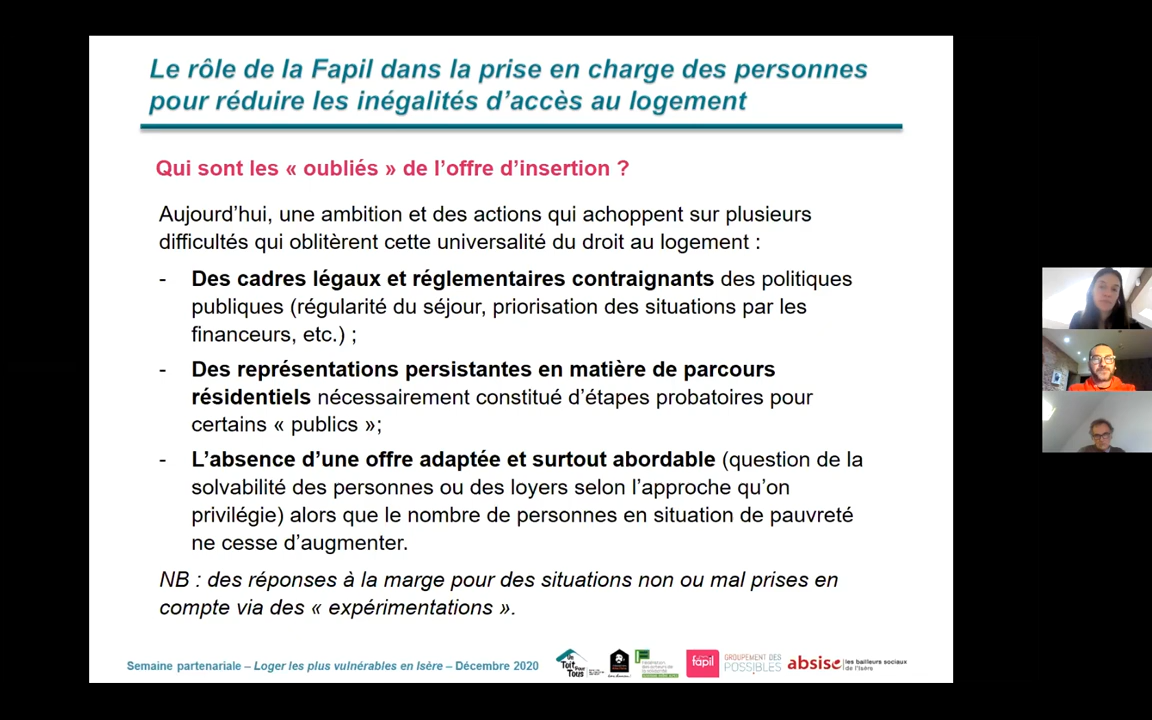 Le rôle de la Fapil dans la prise en charge des personnes
pour réduire les inégalités d'accès au logement
Qui sont les « oubliés » de l'offre d'insertion ?
Aujourd'hui, une ambition et des actions qui achoppent sur plusieurs
difficultés qui oblitèrent cette universalité du droit au logement :
- Des cadres légaux et réglementaires contraignants des politiques
publiques (régularité du séjour, priorisation des situations par les
financeurs, etc.) ;
- Des représentations persistantes en matière de parcours
résidentiels nécessairement constitué d'étapes probatoires pour
certains « publics »;
- L'absence d'une offre adaptée et surtout abordable (question de la
solvabilité des personnes ou des loyers selon l'approche qu'on
privilégie) alors que le nombre de personnes en situation de pauvreté
ne cesse d'augmenter.
NB : des réponses à la marge pour des situations non ou mal prises en
compte via des « expérimentations ».
Semaine partenariale – Loger les plus vulnérables en Isère – Décembre 2020
Un
Toit Pour
Tous
fapil
GROUPEMENT DES
POSSIBLES
absise
les bailleurs sociaux
de l'Isère